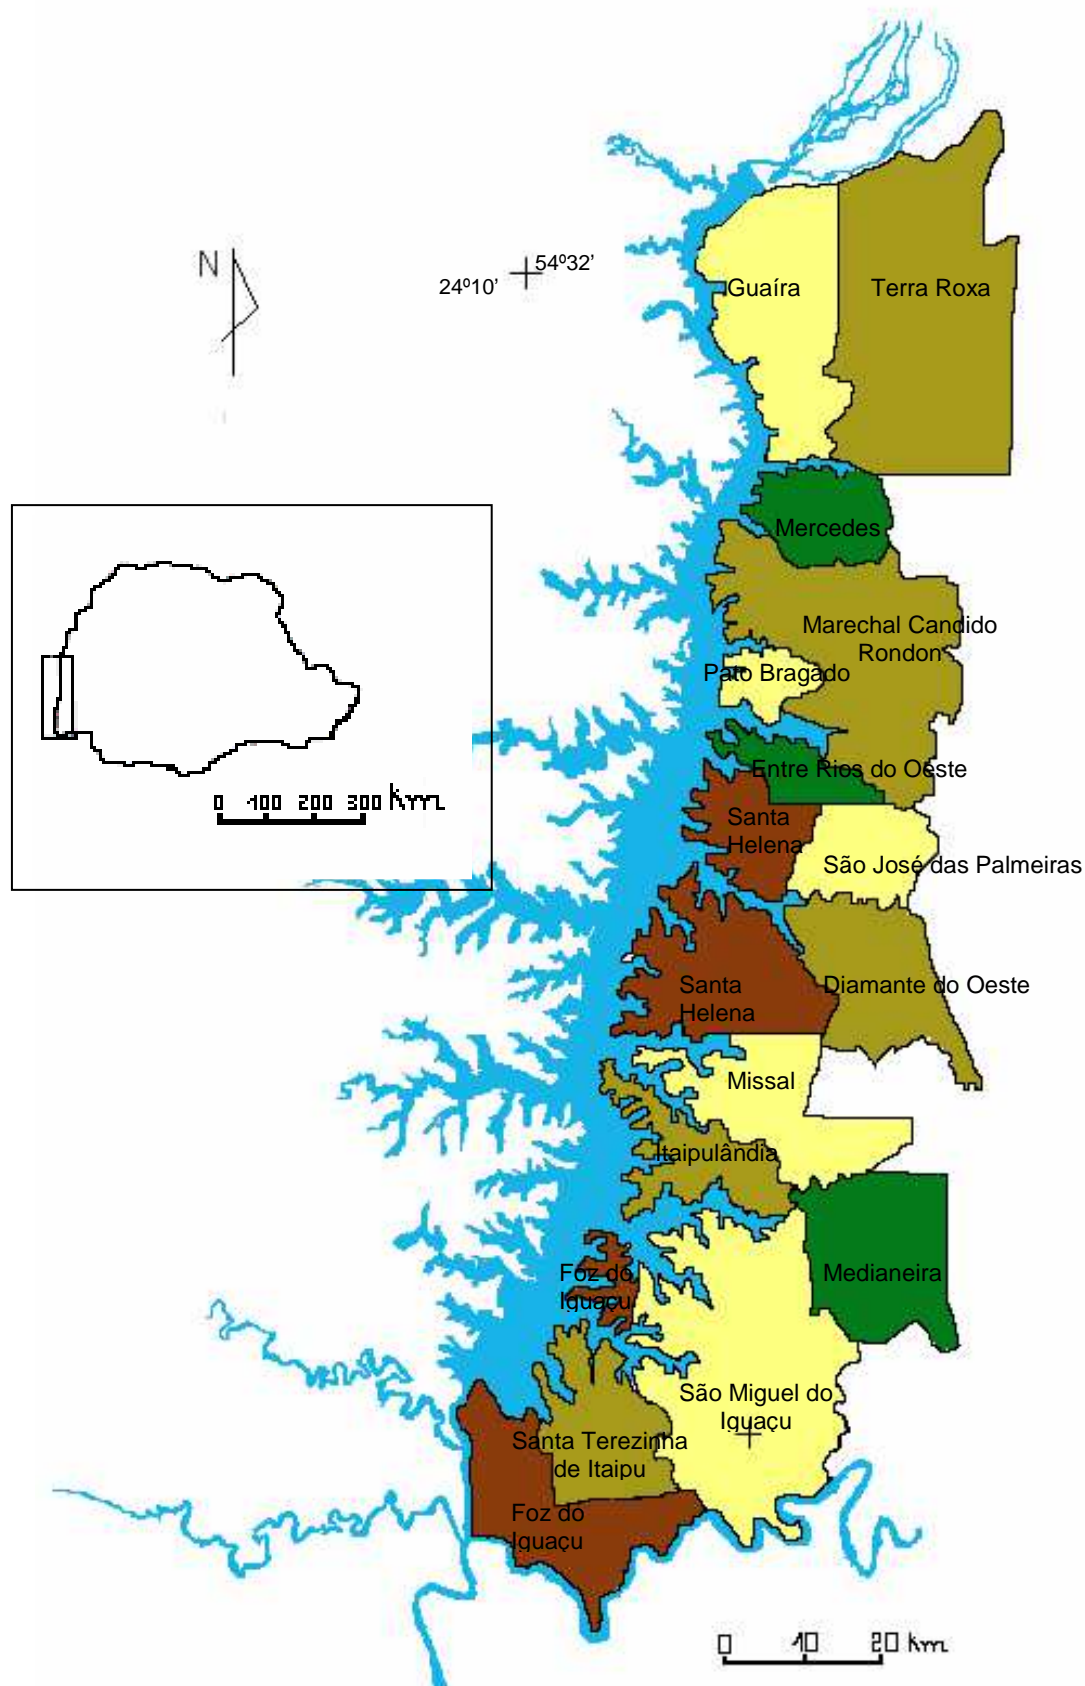 N
24º10'
54º32'
Guaíra
Terra Roxa
Mercedes
Marechal Candido
Rondon
Pato Bragado
Entre Rios do Oeste
Santa
Helena
São José das Palmeiras
Santa
Helena
Diamante do Oeste
Missal
Itaipulândia
Foz do
Iguaçu
Medianeira
São Miguel do
Iguaçu
Santa Terezinha
de Itaipu
Foz do
Iguaçu
0 100 200 300 km
0 10 20 km